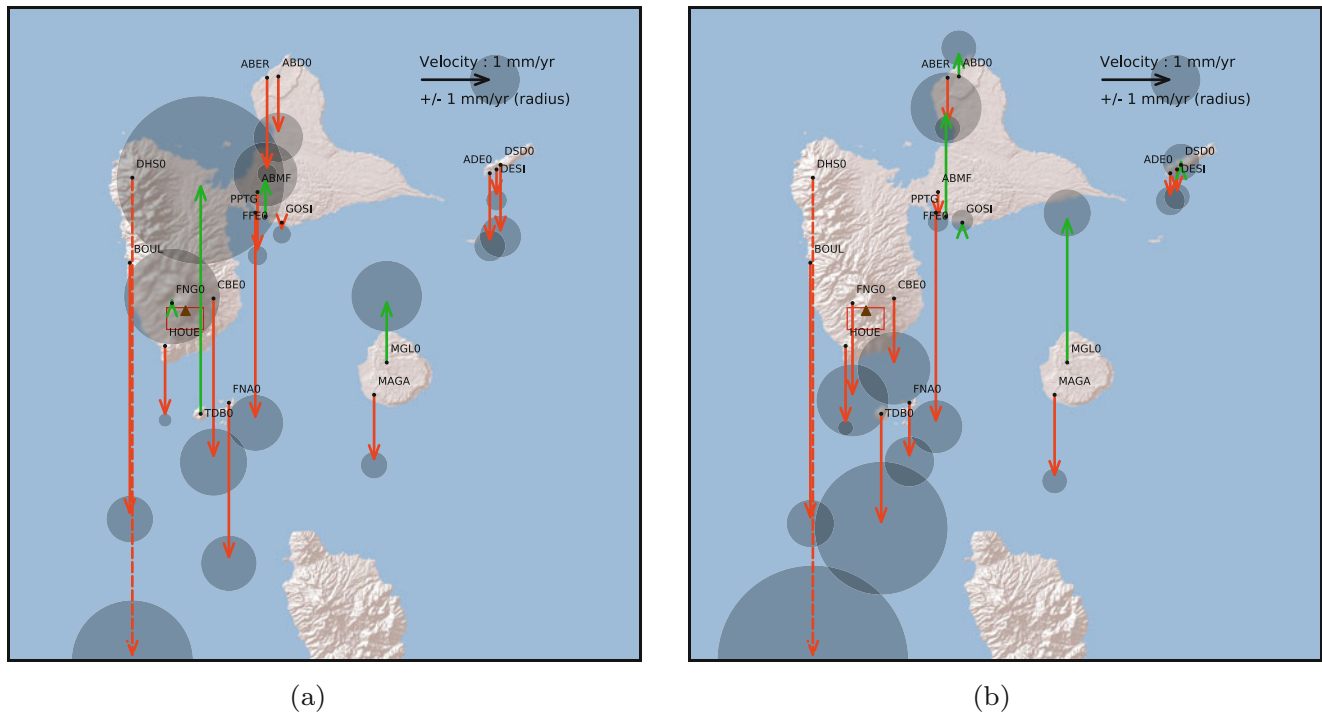 ABER
ABD0
Velocity : 1 mm/yr
+/- 1 mm/yr (radius)
DHS0
ABMF
ADE0
DSD0
DESI
PPTG
FFE0
GOSI
BOUL
FNG0
CBE0
HOUE
MGL0
MAGA
FNA0
TDB0
(a)
ABER
ABD0
Velocity : 1 mm/yr
+/- 1 mm/yr (radius)
DHS0
ABMF
ADE0
DSD0
DESI
PPTG
FFE0
GOSI
BOUL
FNG0
CBE0
HOUE
MGL0
MAGA
FNA0
TDB0
(b)